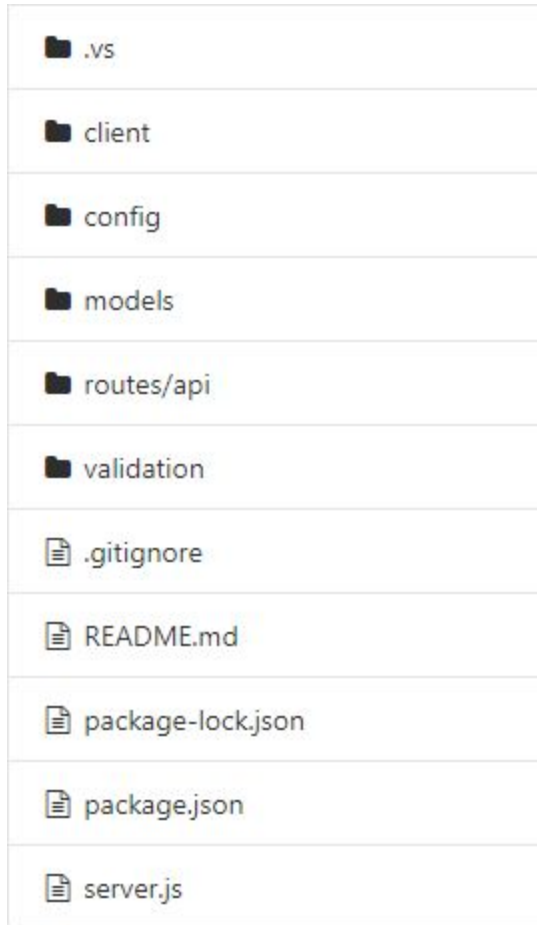 .vs
client
config
models
routes/api
validation
.gitignore
README.md
package-lock.json
package.json
server.js